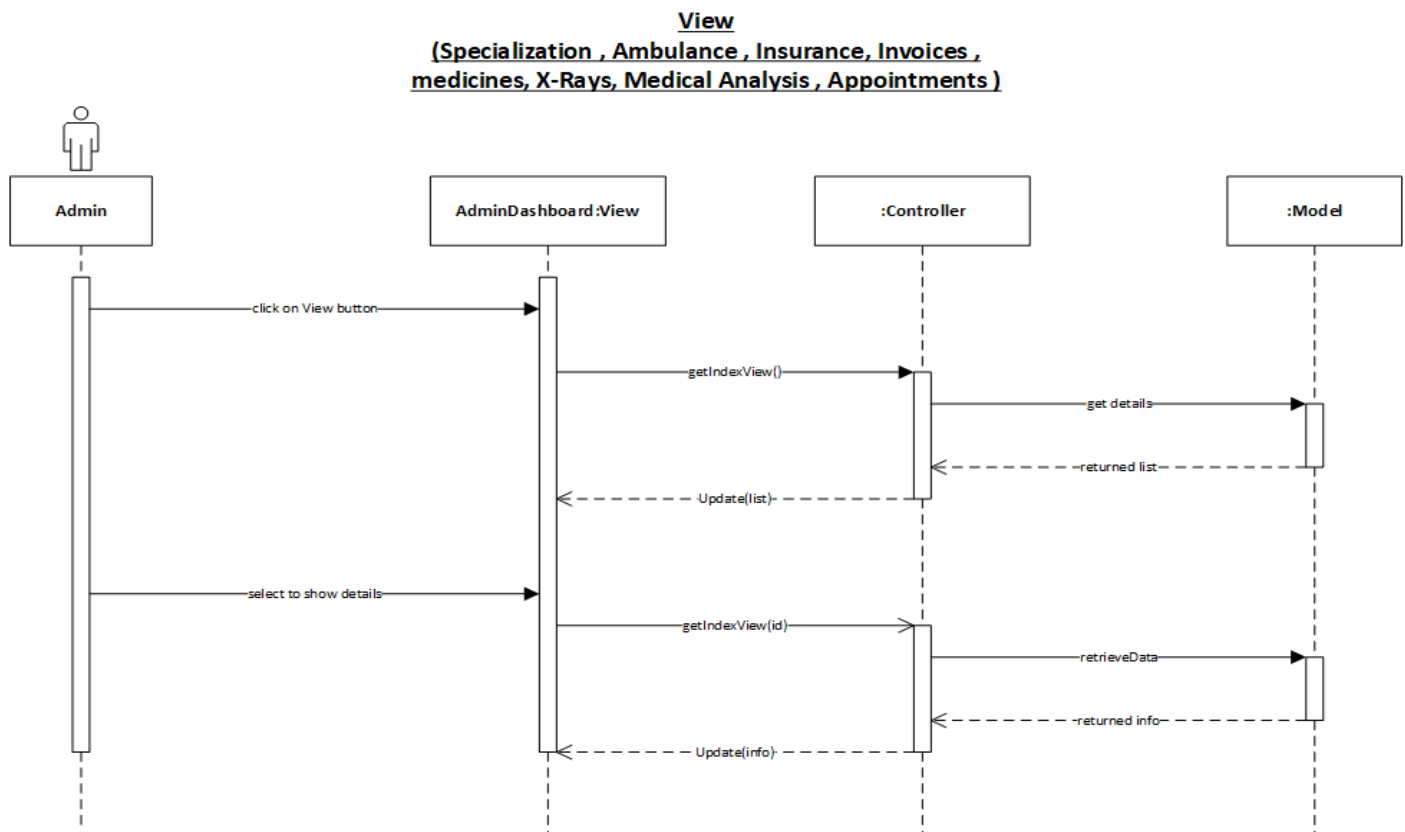 View
(Specialization , Ambulance , Insurance, Invoices ,
medicines, X-Rays, Medical Analysis , Appointments )
Admin
AdminDashboard:View
:Controller
:Model
click on View button
getIndexView()
get details
returned list
Update(list)
select to show details
getIndexView(id)
retrieveData
returned info
Update(info)